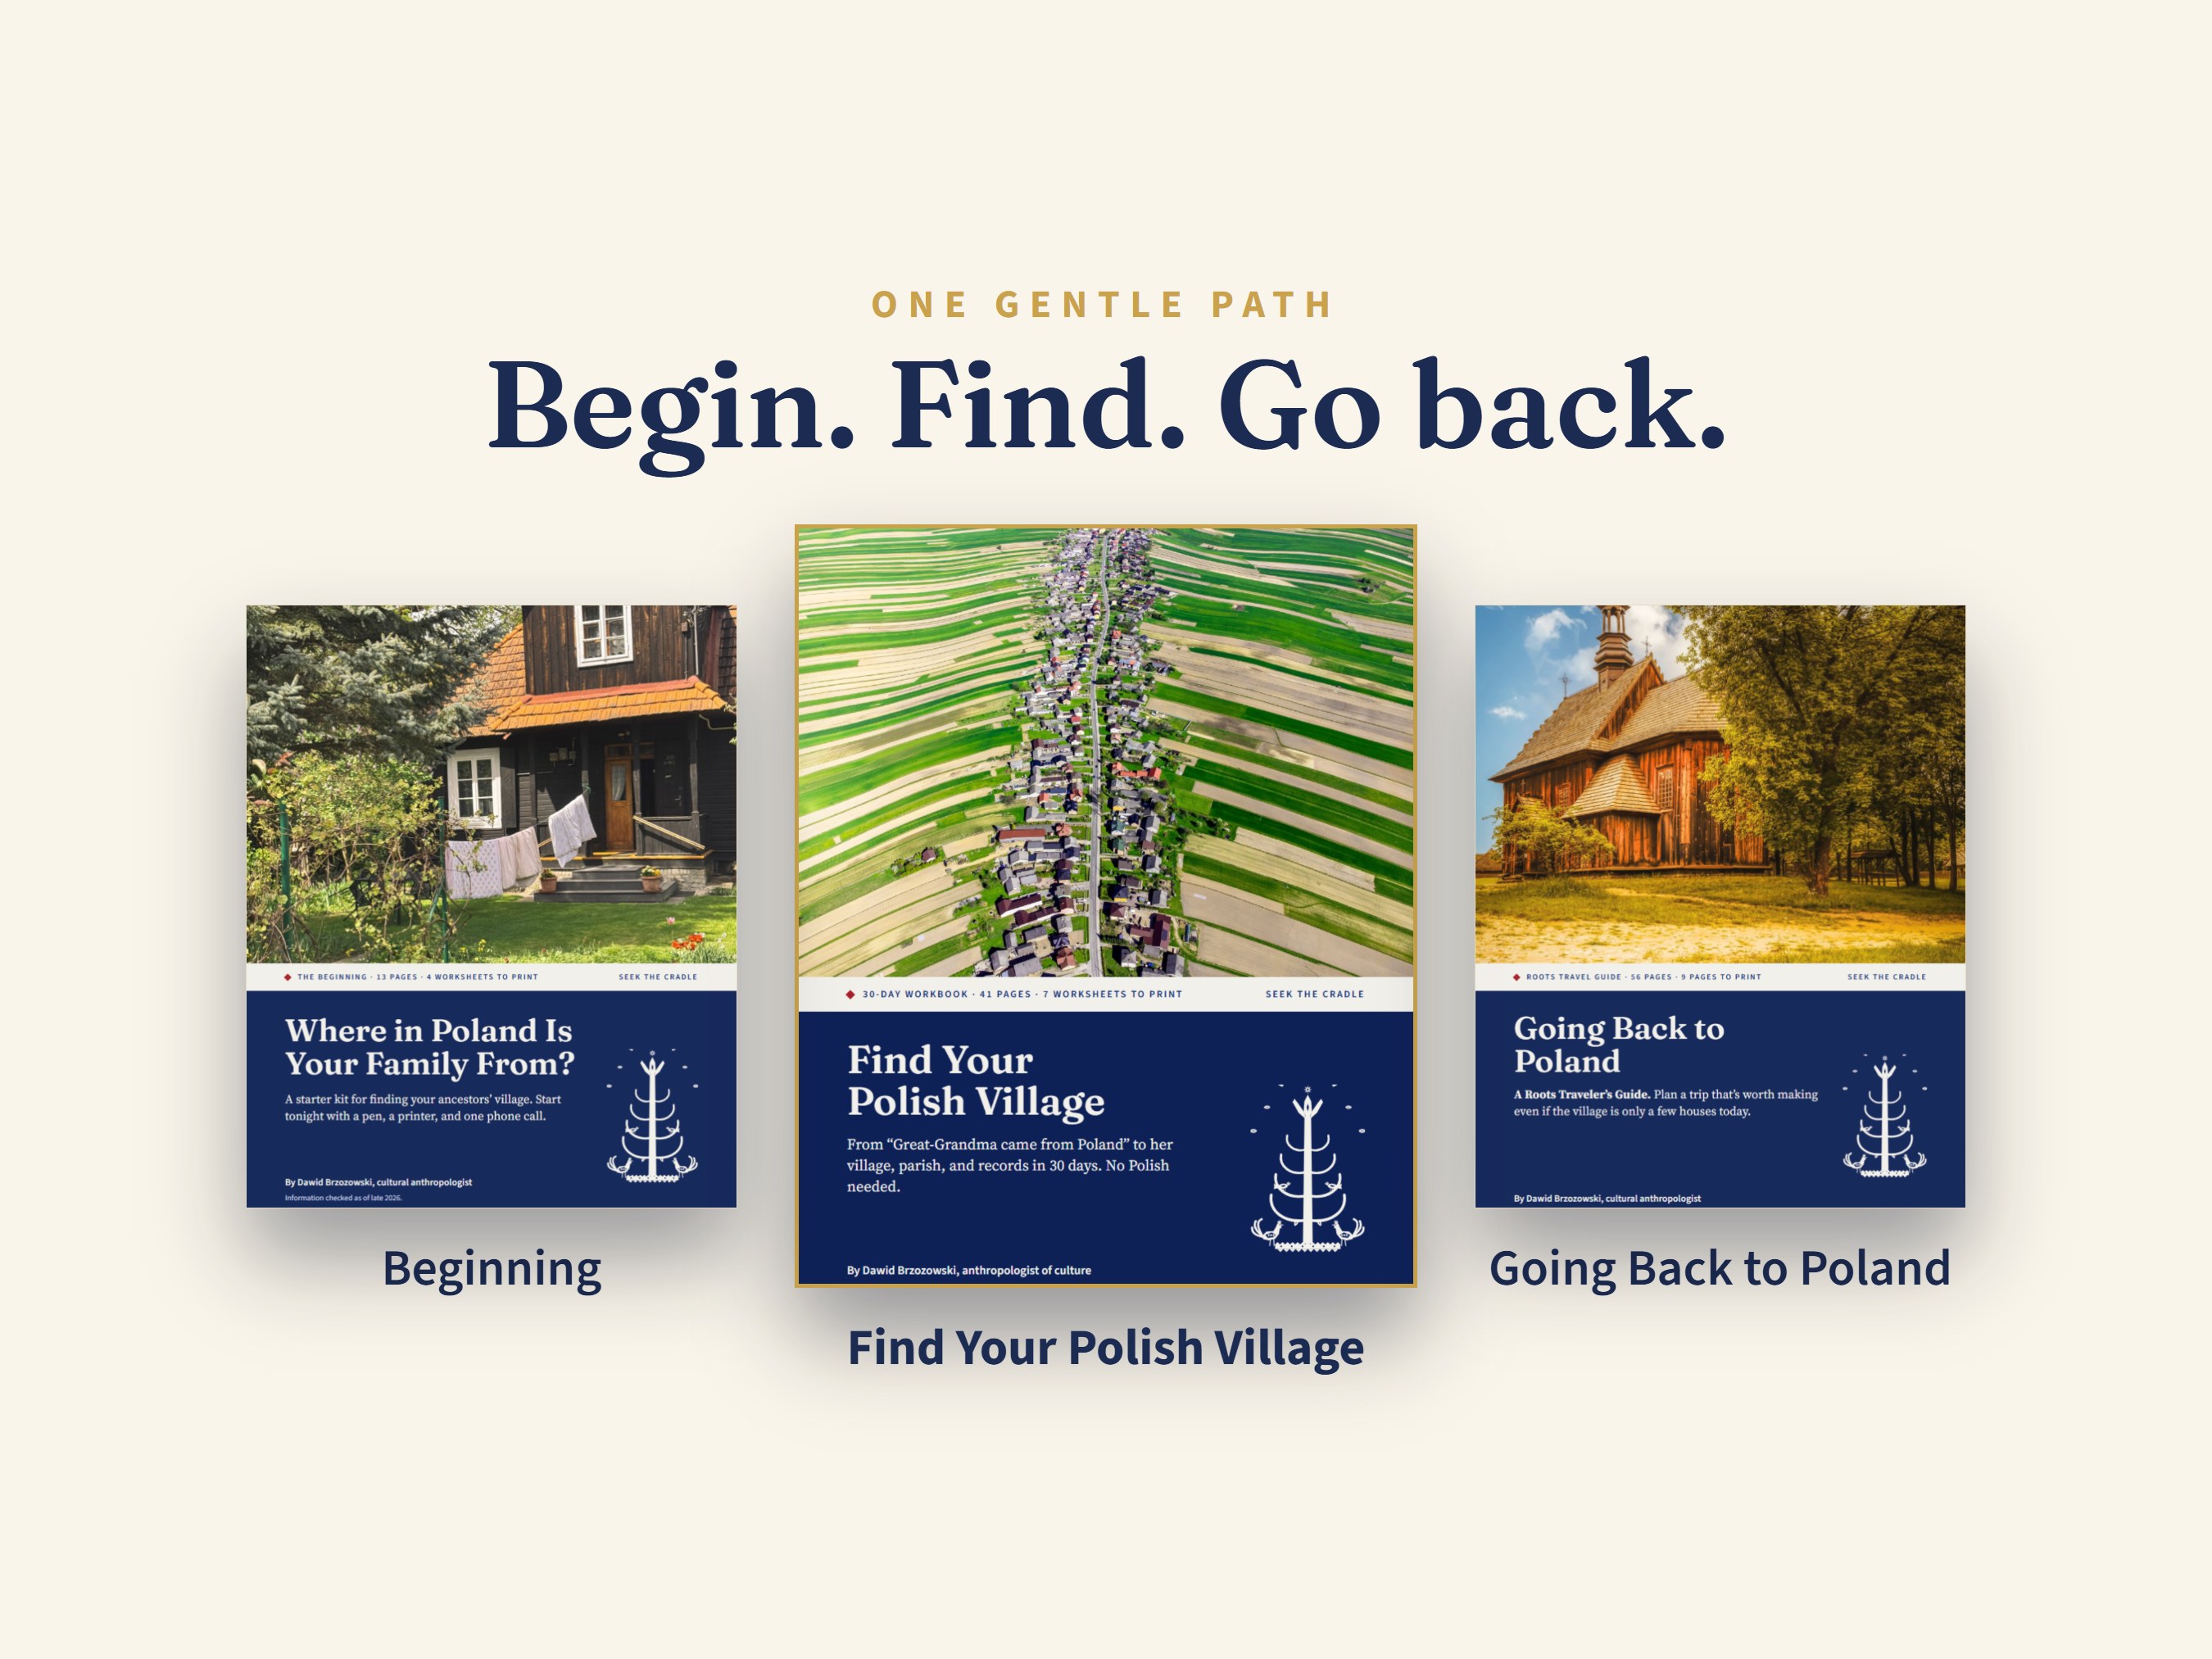 ONE GENTLE PATH
Begin. Find. Go back.
THE BEGINNING · 13 PAGES · 4 WORKSHEETS TO PRINT
SEEK THE CRADLE
Where in Poland Is
Your Family From?
A starter kit for finding your ancestors' village. Start
tonight with a pen, a printer, and one phone call.
By Dawid Brzozowski, cultural anthropologist
Information checked as of late 2026.
Beginning
30-DAY WORKBOOK · 41 PAGES · 7 WORKSHEETS TO PRINT
SEEK THE CRADLE
Find Your
Polish Village
From “Great-Grandma came from Poland” to her
village, parish, and records in 30 days. No Polish
needed.
By Dawid Brzozowski, anthropologist of culture
Find Your Polish Village
ROOTS TRAVEL GUIDE · 56 PAGES · 9 PAGES TO PRINT
SEEK THE CRADLE
Going Back to
Poland
A Roots Traveler’s Guide. Plan a trip that’s worth making
even if the village is only a few houses today.
By Dawid Brzozowski, cultural anthropologist
Going Back to Poland